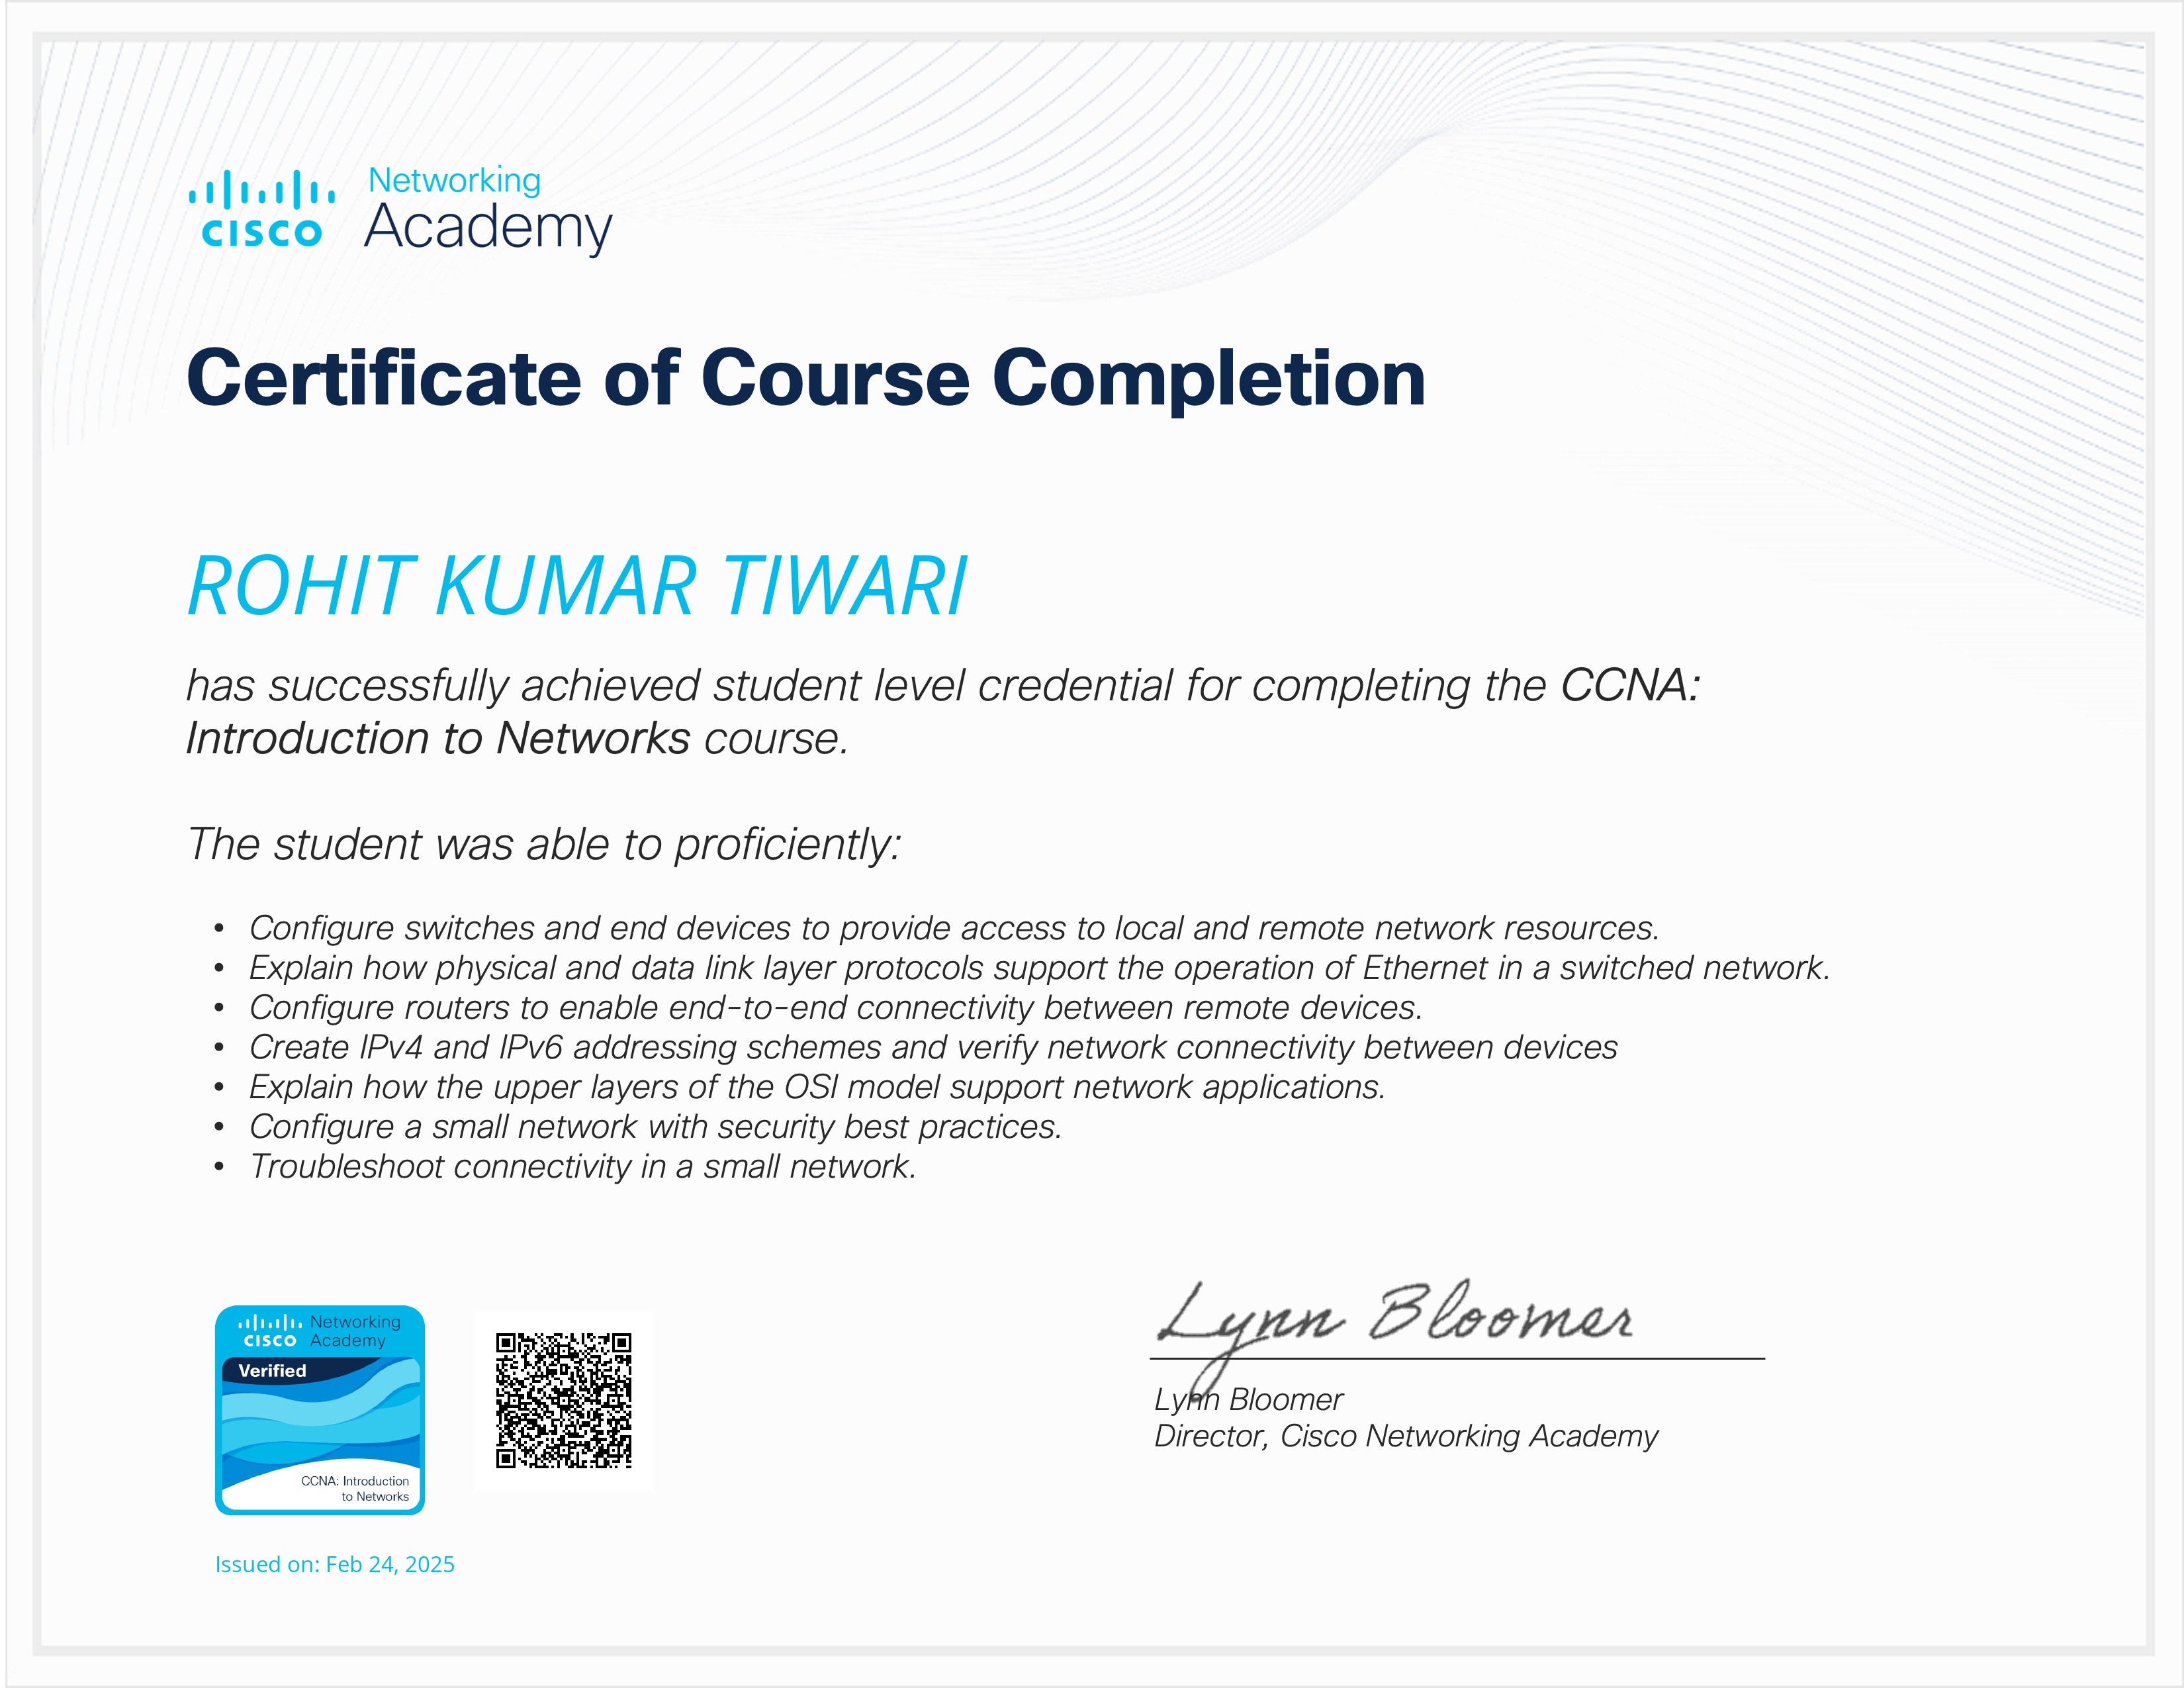 Networking
CISCO Academy
Certificate of Course Completion
ROHIT KUMAR TIWARI
has successfully achieved student level credential for completing the CCNA:
Introduction to Networks course.
The student was able to proficiently:
• Configure switches and end devices to provide access to local and remote network resources.
• Explain how physical and data link layer protocols support the operation of Ethernet in a switched network.
• Configure routers to enable end-to-end connectivity between remote devices.
• Create IPv4 and IPv6 addressing schemes and verify network connectivity between devices
• Explain how the upper layers of the OSI model support network applications.
• Configure a small network with security best practices.
• Troubleshoot connectivity in a small network.
Networking
CISCO Academy
Verified
CCNA: Introduction
to Networks
Lynn Bloomer
Lynn Bloomer
Director, Cisco Networking Academy
Issued on: Feb 24, 2025